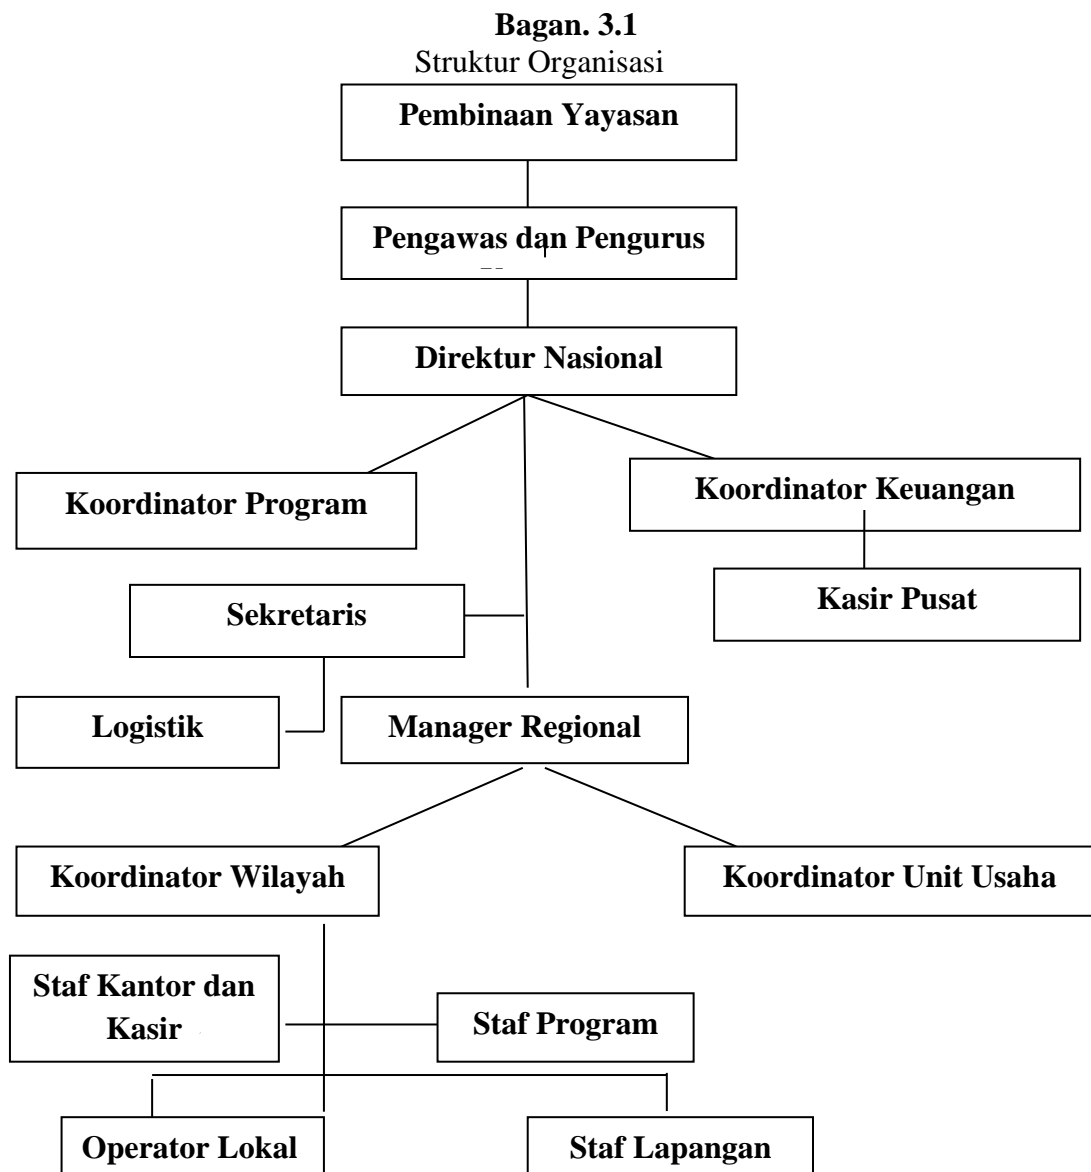 Bagan. 3.1
Struktur Organisasi
Pembinaan Yayasan
Pengawas dan Pengurus
Direktur Nasional
Koordinator Program
Koordinator Keuangan
Kasir Pusat
Sekretaris
Logistik
Manager Regional
Koordinator Wilayah
Koordinator Unit Usaha
Staf Kantor dan
Kasir
Staf Program
Operator Lokal
Staf Lapangan